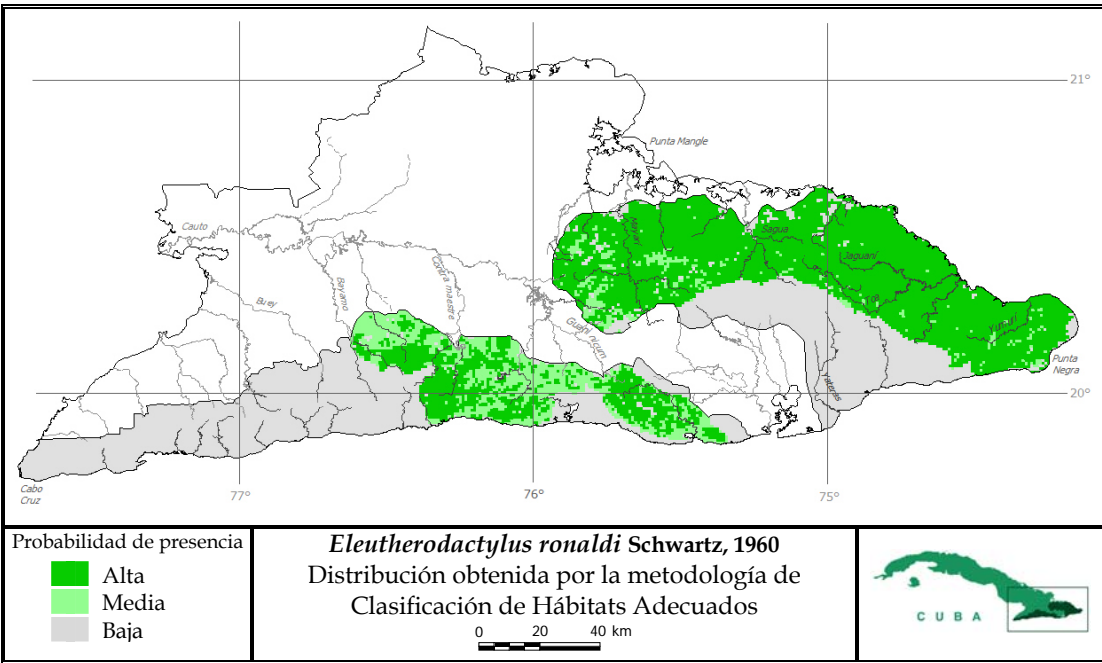 21°
Punta Mangle
Cauto
Mayarí
Sagua
Jaguaní
Contra maestre
Bayamo
Buey
Toa
Yumurí
Punta
Negra
20°
Yateras
Cabo
Cruz
77°
76°
75°
Probabilidad de presencia
Alta
Media
Baja
Eleutherodactylus ronaldi Schwartz, 1960
Distribución obtenida por la metodología de
Clasificación de Hábitats Adecuados
0 20 40 km
CUBA